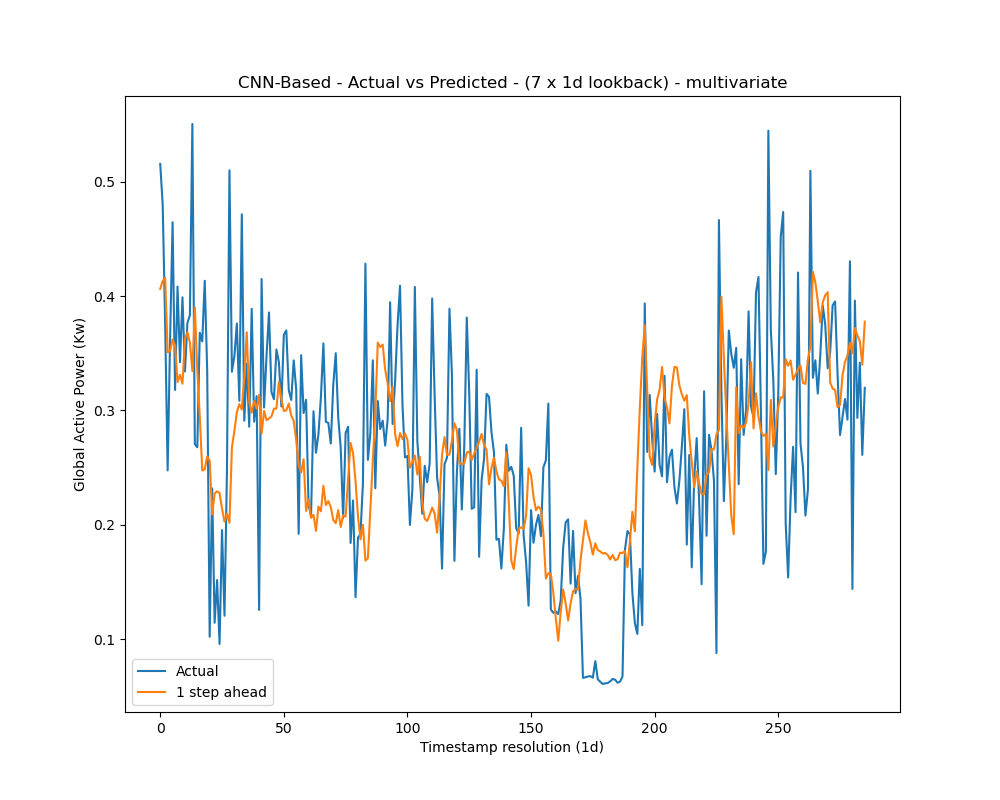 CNN-Based - Actual vs Predicted - (7 x 1d lookback) - multivariate
Global Active Power (Kw)
0.5
0.4
0.3
0.2
0.1
Actual
1 step ahead
0
50
100
150
200
250
Timestamp resolution (1d)